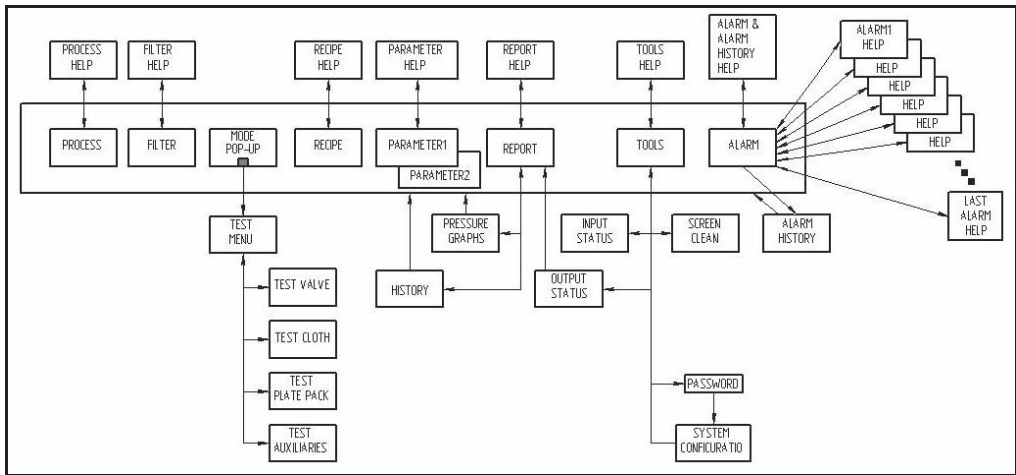 PROCESS
HELP
FILTER
HELP
RECIPE
HELP
PARAMETER
HELP
REPORT
HELP
TOOLS
HELP
ALARM &
ALARM
HISTORY
HELP
ALARM1
HELP
HELP
HELP
HELP
HELP
HELP
PROCESS
FILTER
MODE
POP-UP
RECIPE
PARAMETER1
PARAMETER2
REPORT
TOOLS
ALARM
LAST
ALARM
HELP
TEST
MENU
PRESSURE
GRAPHS
INPUT
STATUS
SCREEN
CLEAN
ALARM
HISTORY
HISTORY
OUTPUT
STATUS
TEST VALVE
TEST CLOTH
TEST
PLATE PACK
TEST
AUXILIARIES
PASSWORD
SYSTEM
CONFIGURATIO